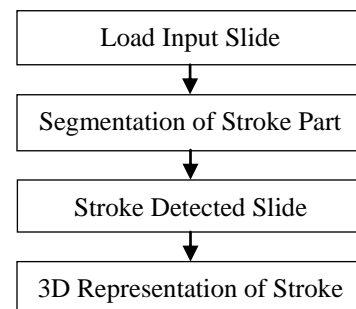 Load Input Slide
Segmentation of Stroke Part
Stroke Detected Slide
3D Representation of Stroke